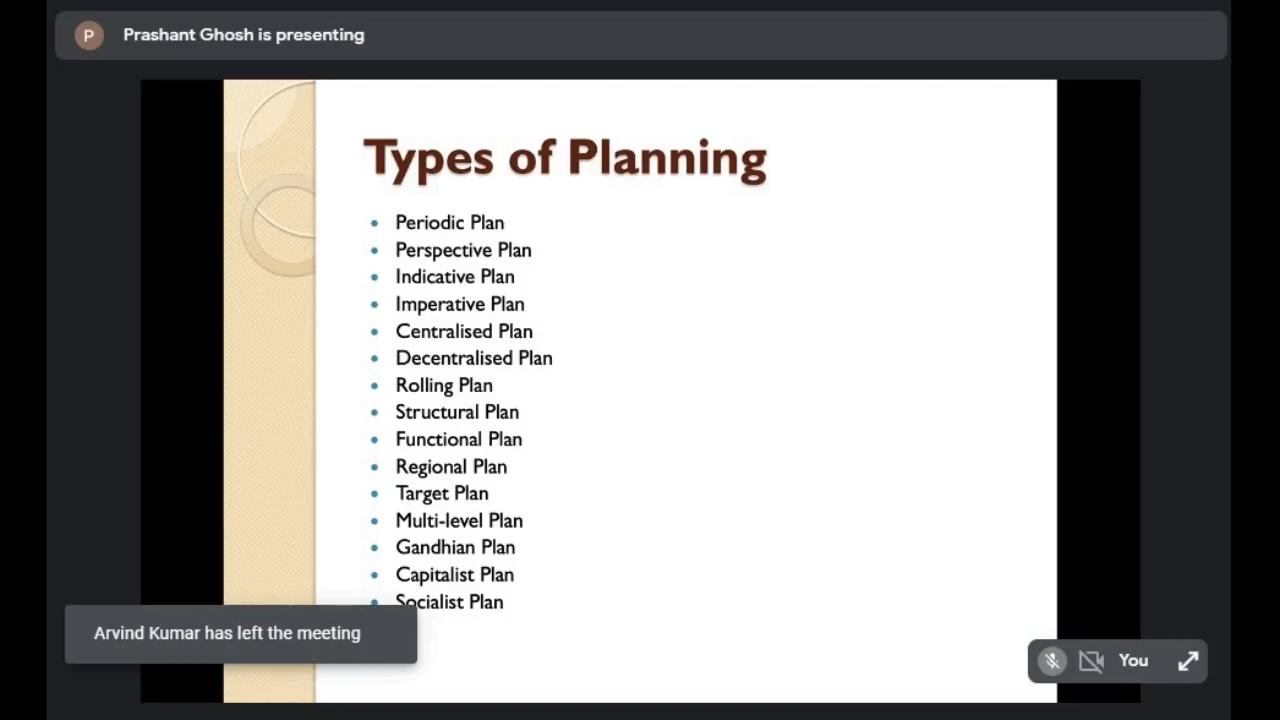 P
Prashant Ghosh is presenting
Types of Planning
• Periodic Plan
• Perspective Plan
• Indicative Plan
• Imperative Plan
• Centralised Plan
• Decentralised Plan
• Rolling Plan
• Structural Plan
• Functional Plan
• Regional Plan
• Target Plan
• Multi-level Plan
• Gandhian Plan
• Capitalist Plan
• Socialist Plan
Arvind Kumar has left the meeting
You